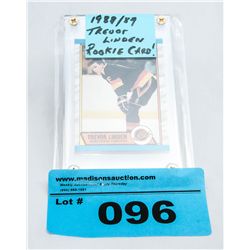 1988/89
TREVOR
LINDEN
ROOKIE CARD!
TREVOR LINDEN
www.madisonsauction.com
Lot #
096